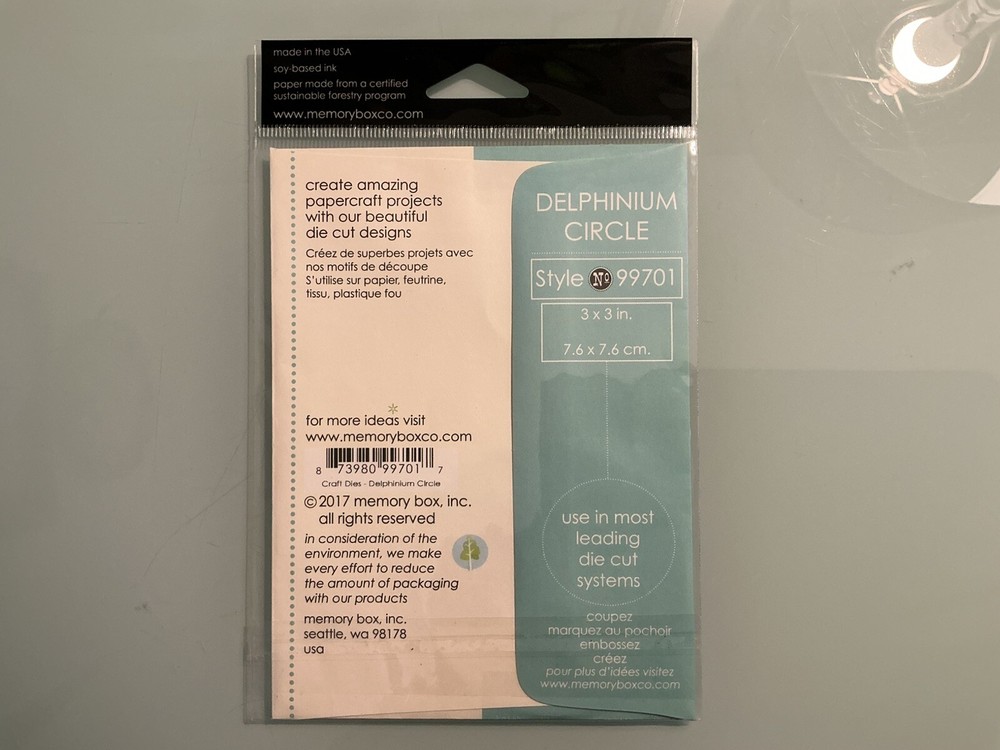 made in the USA
soy-based ink
paper made from a certified
sustainable forestry program
www.memoryboxco.com
create amazing
papercraft projects
with our beautiful
die cut designs
Créez de superbes projets avec
nos motifs de découpe
S'utilise sur papier, feutrine,
tissu, plastique fou
for more ideas visit
www.memoryboxco.com
8 73980 99701 7
Craft Dies - Delphinium Circle
©2017 memory box, inc.
all rights reserved
in consideration of the
environment, we make
every effort to reduce
the amount of packaging
with our products
memory box, inc.
seattle, wa 98178
usa
DELPHINIUM
CIRCLE
Style No 99701
3 x 3 in.
7.6 x 7.6 cm.
use in most
leading
die cut
systems
coupez
marquez au pochoir
embossez
créez
pour plus d'idées visitez
www.memoryboxco.com